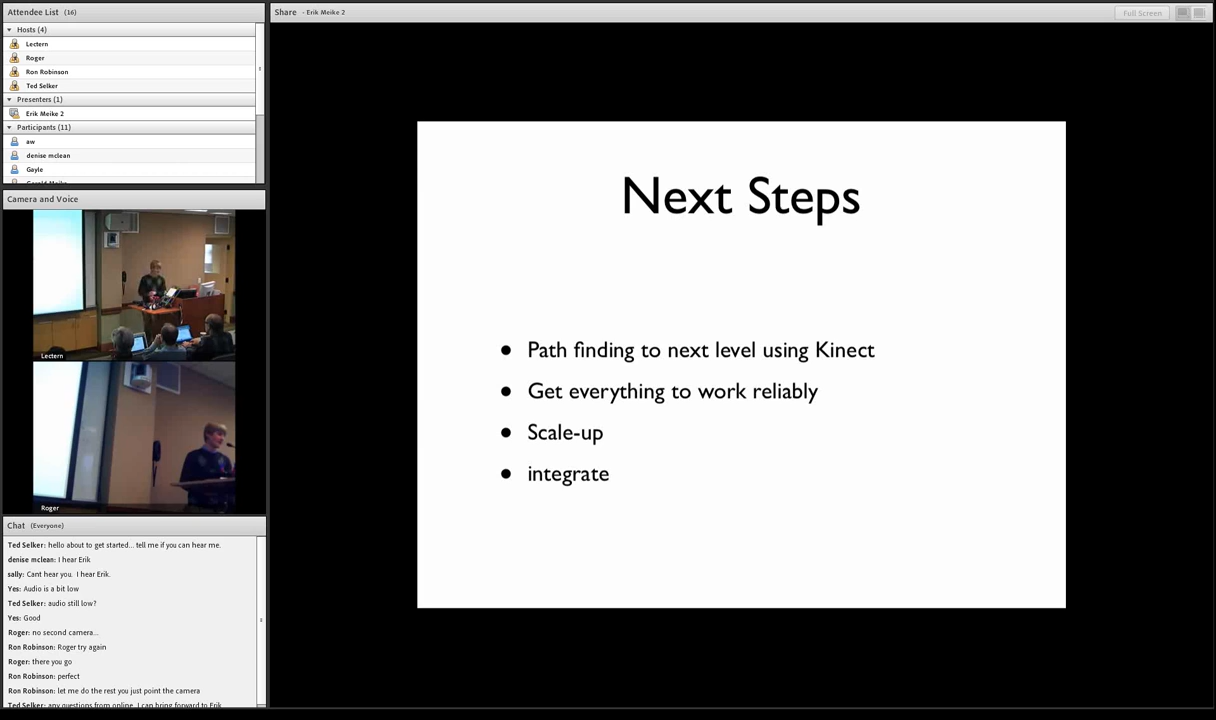 Attendee List (16)
Hosts (4)
Lectern
Roger
Ron Robinson
Ted Selker
Presenters (1)
Erik Meike 2
Participants (11)
aw
denise mclean
Gayle
Camera and Voice
Lectern
Roger
Chat (Everyone)
Ted Selker: hello about to get started... tell me if you can hear me.
denise mclean: I hear Erik
sally: Cant hear you. I hear Erik.
Yes: Audio is a bit low
Ted Selker: audio still low?
Yes: Good
Roger: no second camera...
Ron Robinson: Roger try again
Roger: there you go
Ron Robinson: perfect
Ron Robinson: let me do the rest you just point the camera
Ted Selker: any questions from online, I can bring forward to Erik
Share - Erik Meike 2
Full Screen
Next Steps
• Path finding to next level using Kinect
• Get everything to work reliably
• Scale-up
• integrate